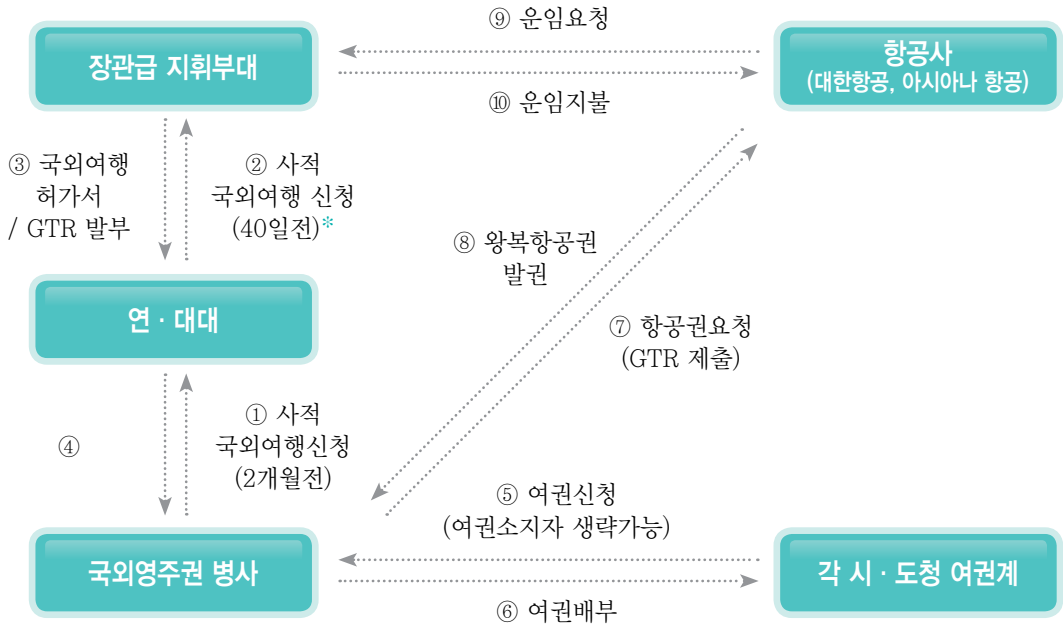 ⑨ 운임요청
장관급 지휘부대
항공사
(대한항공, 아시아나 항공)
⑩ 운임지불
③ 국외여행
허가서
/ GTR 발부
② 사적
국외여행 신청
(40일전)*
⑧ 왕복항공권
발권
연 · 대대
⑦ 항공권요청
(GTR 제출)
④
① 사적
국외여행신청
(2개월전)
⑤ 여권신청
(여권소지자 생략가능)
국외영주권 병사
각 시 · 도청 여권계
⑥ 여권배부